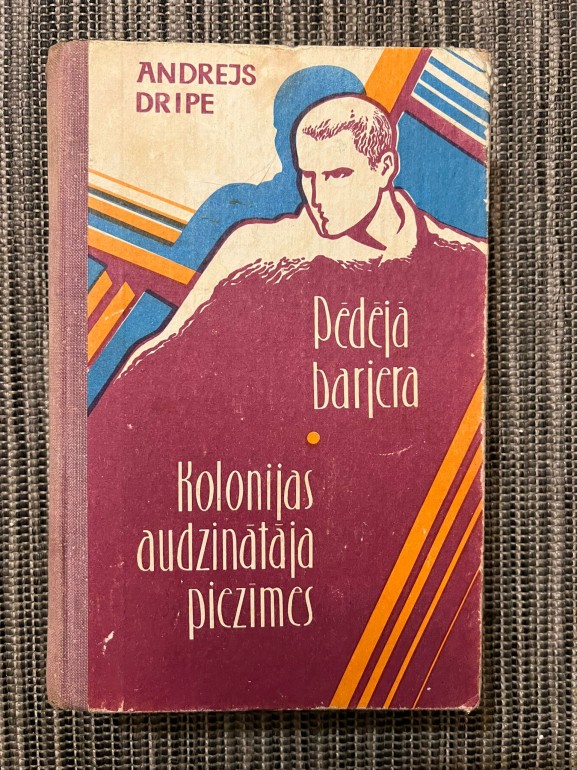 ANDREJS
DRIPE
Pēdējā
barjera
Kolonijas
audzinātāja
piezīmes